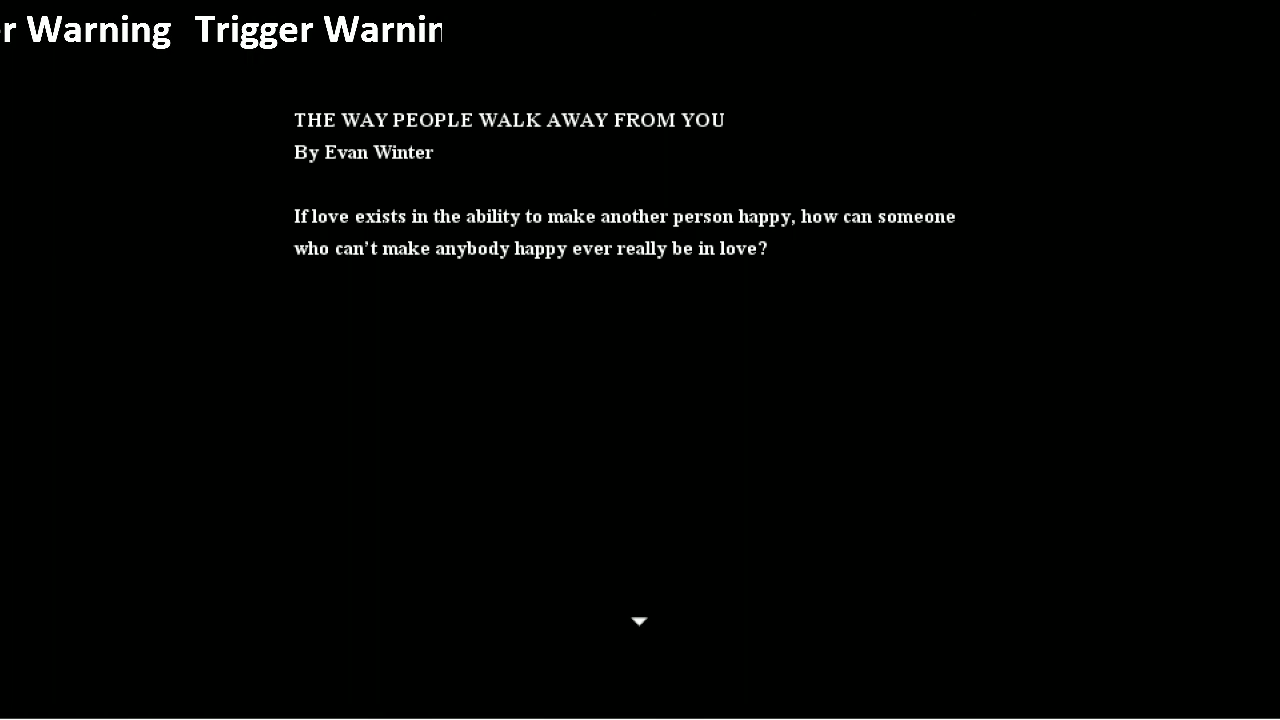 r Warning Trigger Warnin
THE WAY PEOPLE WALK AWAY FROM YOU
By Evan Winter
If love exists in the ability to make another person happy, how can someone
who can’t make anybody happy ever really be in love?